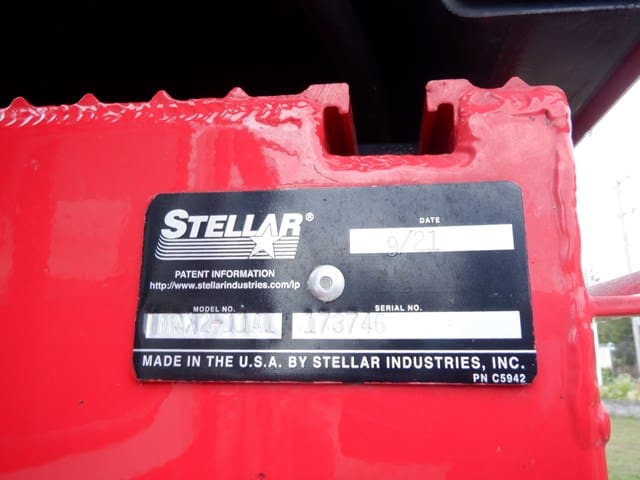 STELLAR®
DATE
9/21
PATENT INFORMATION
http://www.stellarindustries.com/ip
MODEL NO.
SERIAL NO.
173746
MADE IN THE U.S.A. BY STELLAR INDUSTRIES, INC.
PN C5942